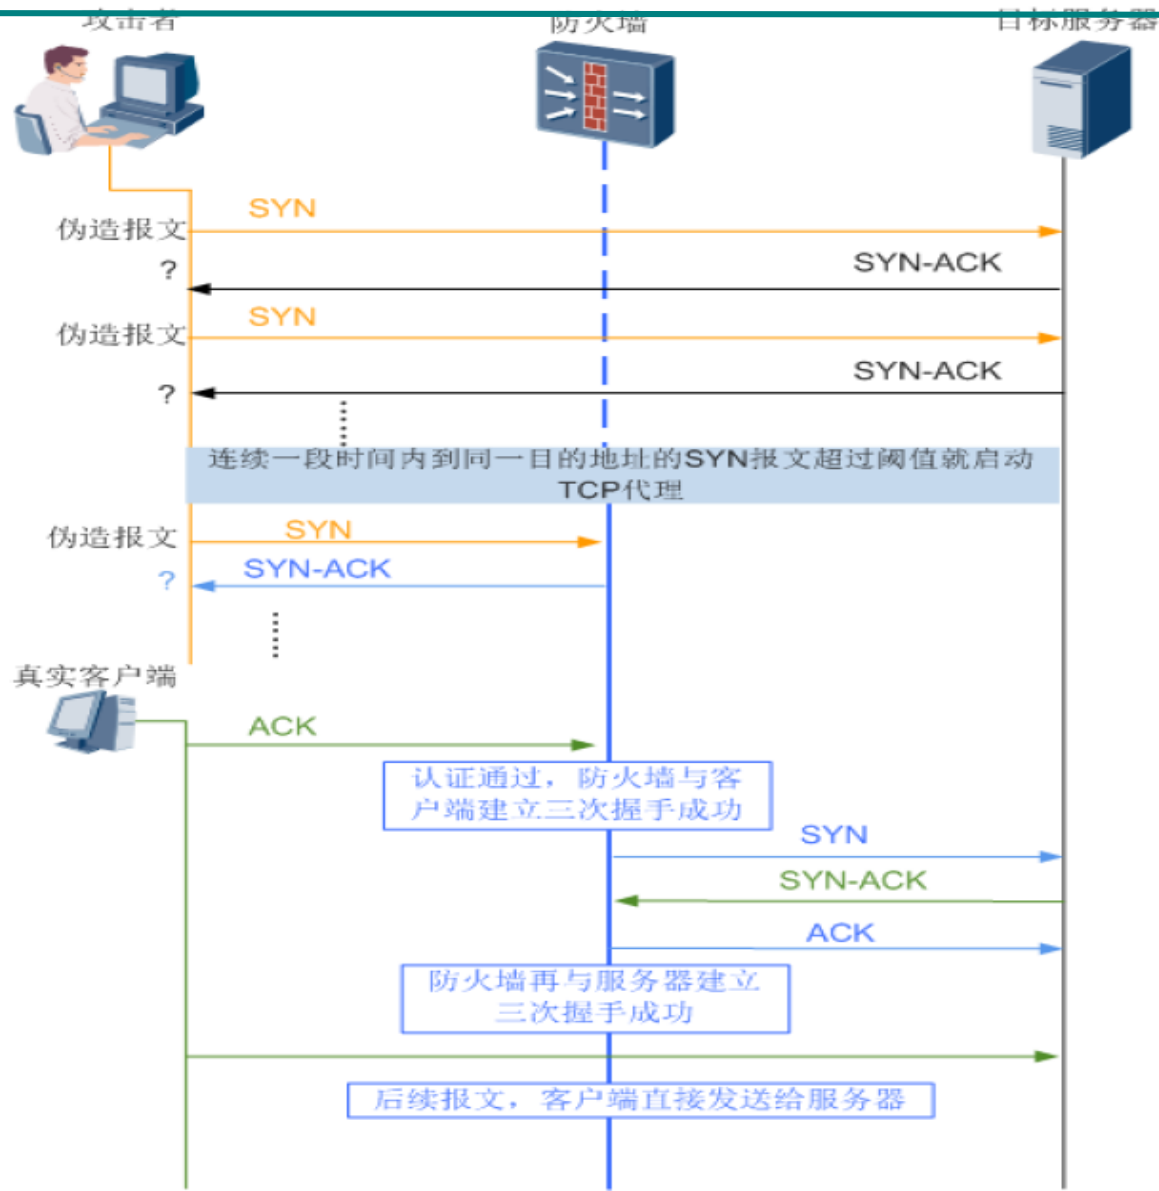 攻击者
防火墙
目标服务器
SYN
伪造报文
?
SYN-ACK
SYN
伪造报文
SYN-ACK
?
连续一段时间内到同一目的地址的SYN报文超过阈值就启动
TCP代理
伪造报文
SYN
SYN-ACK
?
真实客户端
ACK
认证通过，防火墙与客
户端建立三次握手成功
SYN
SYN-ACK
ACK
防火墙再与服务器建立
三次握手成功
后续报文，客户端直接发送给服务器